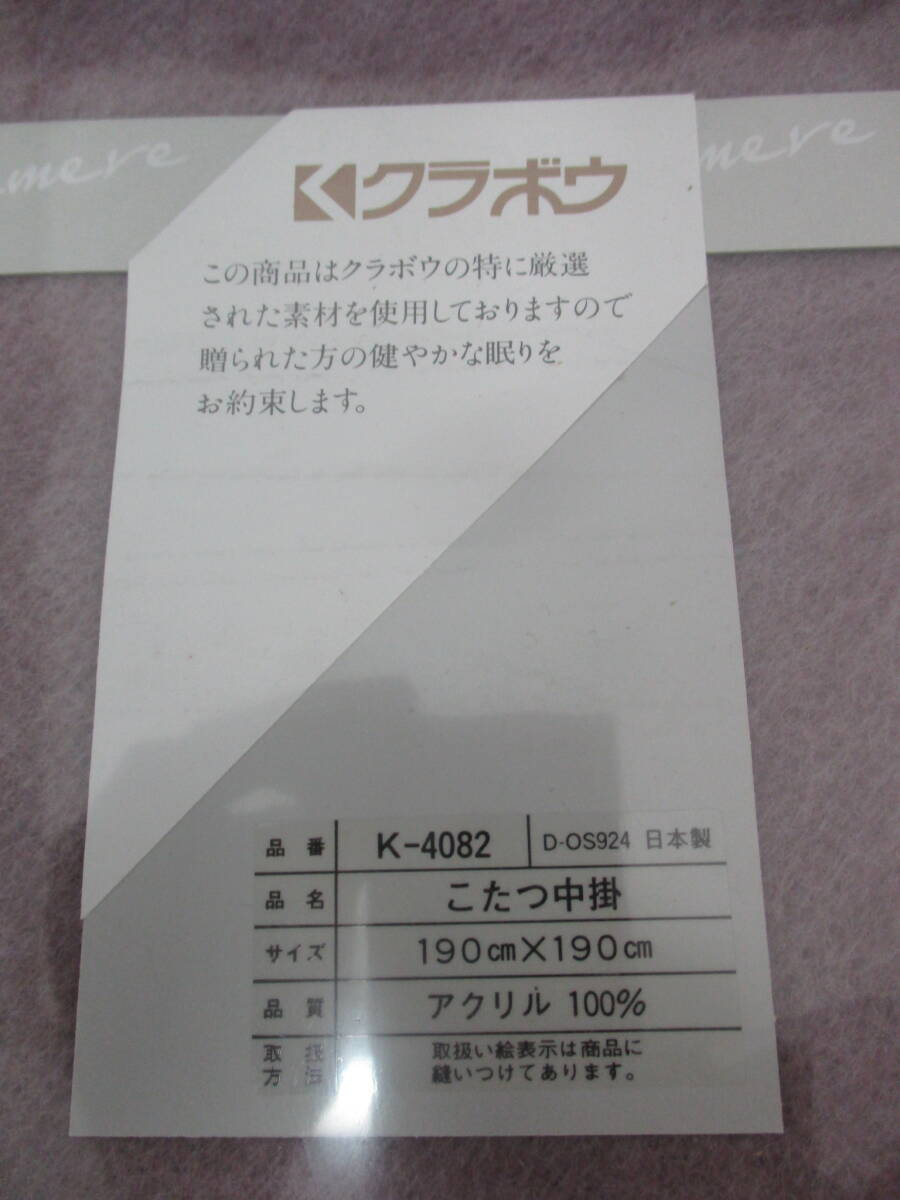 mere
mere
クラボウ
この商品はクラボウの特に厳選
された素材を使用しておりますので
贈られた方の健やかな眠りを
お約束します。
品番 K-4082 D-OS924 日本製
品名 こたつ中掛
サイズ 190cm×190cm
品質 アクリル 100%
取扱 取扱い絵表示は商品に
方法 縫いつけてあります。